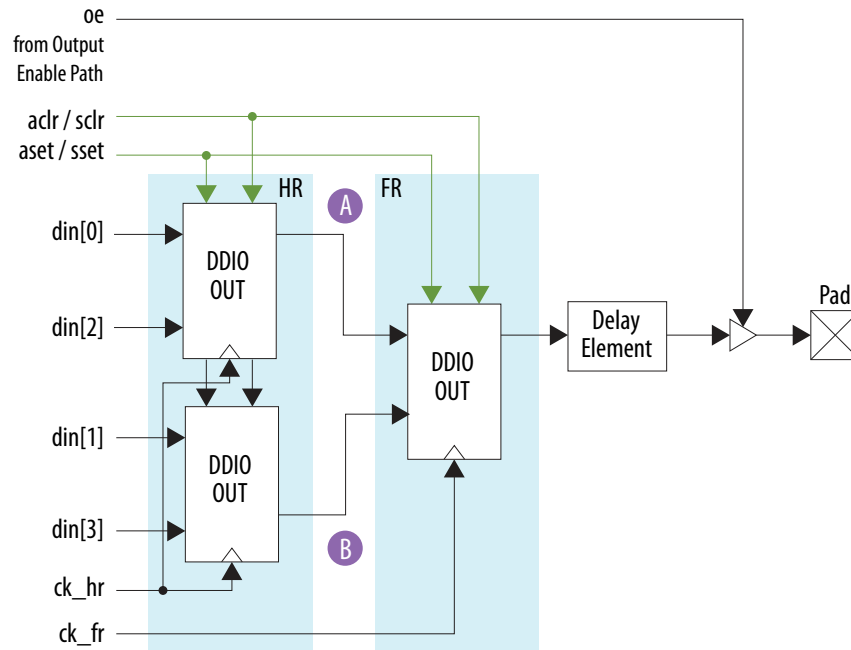 oe
from Output
Enable Path
aclr / sclr
aset / sset
HR
A
FR
din[0]
DDIO
OUT
din[2]
Pad
Delay
Element
DDIO
OUT
din[1]
DDIO
OUT
din[3]
B
ck_hr
ck_fr